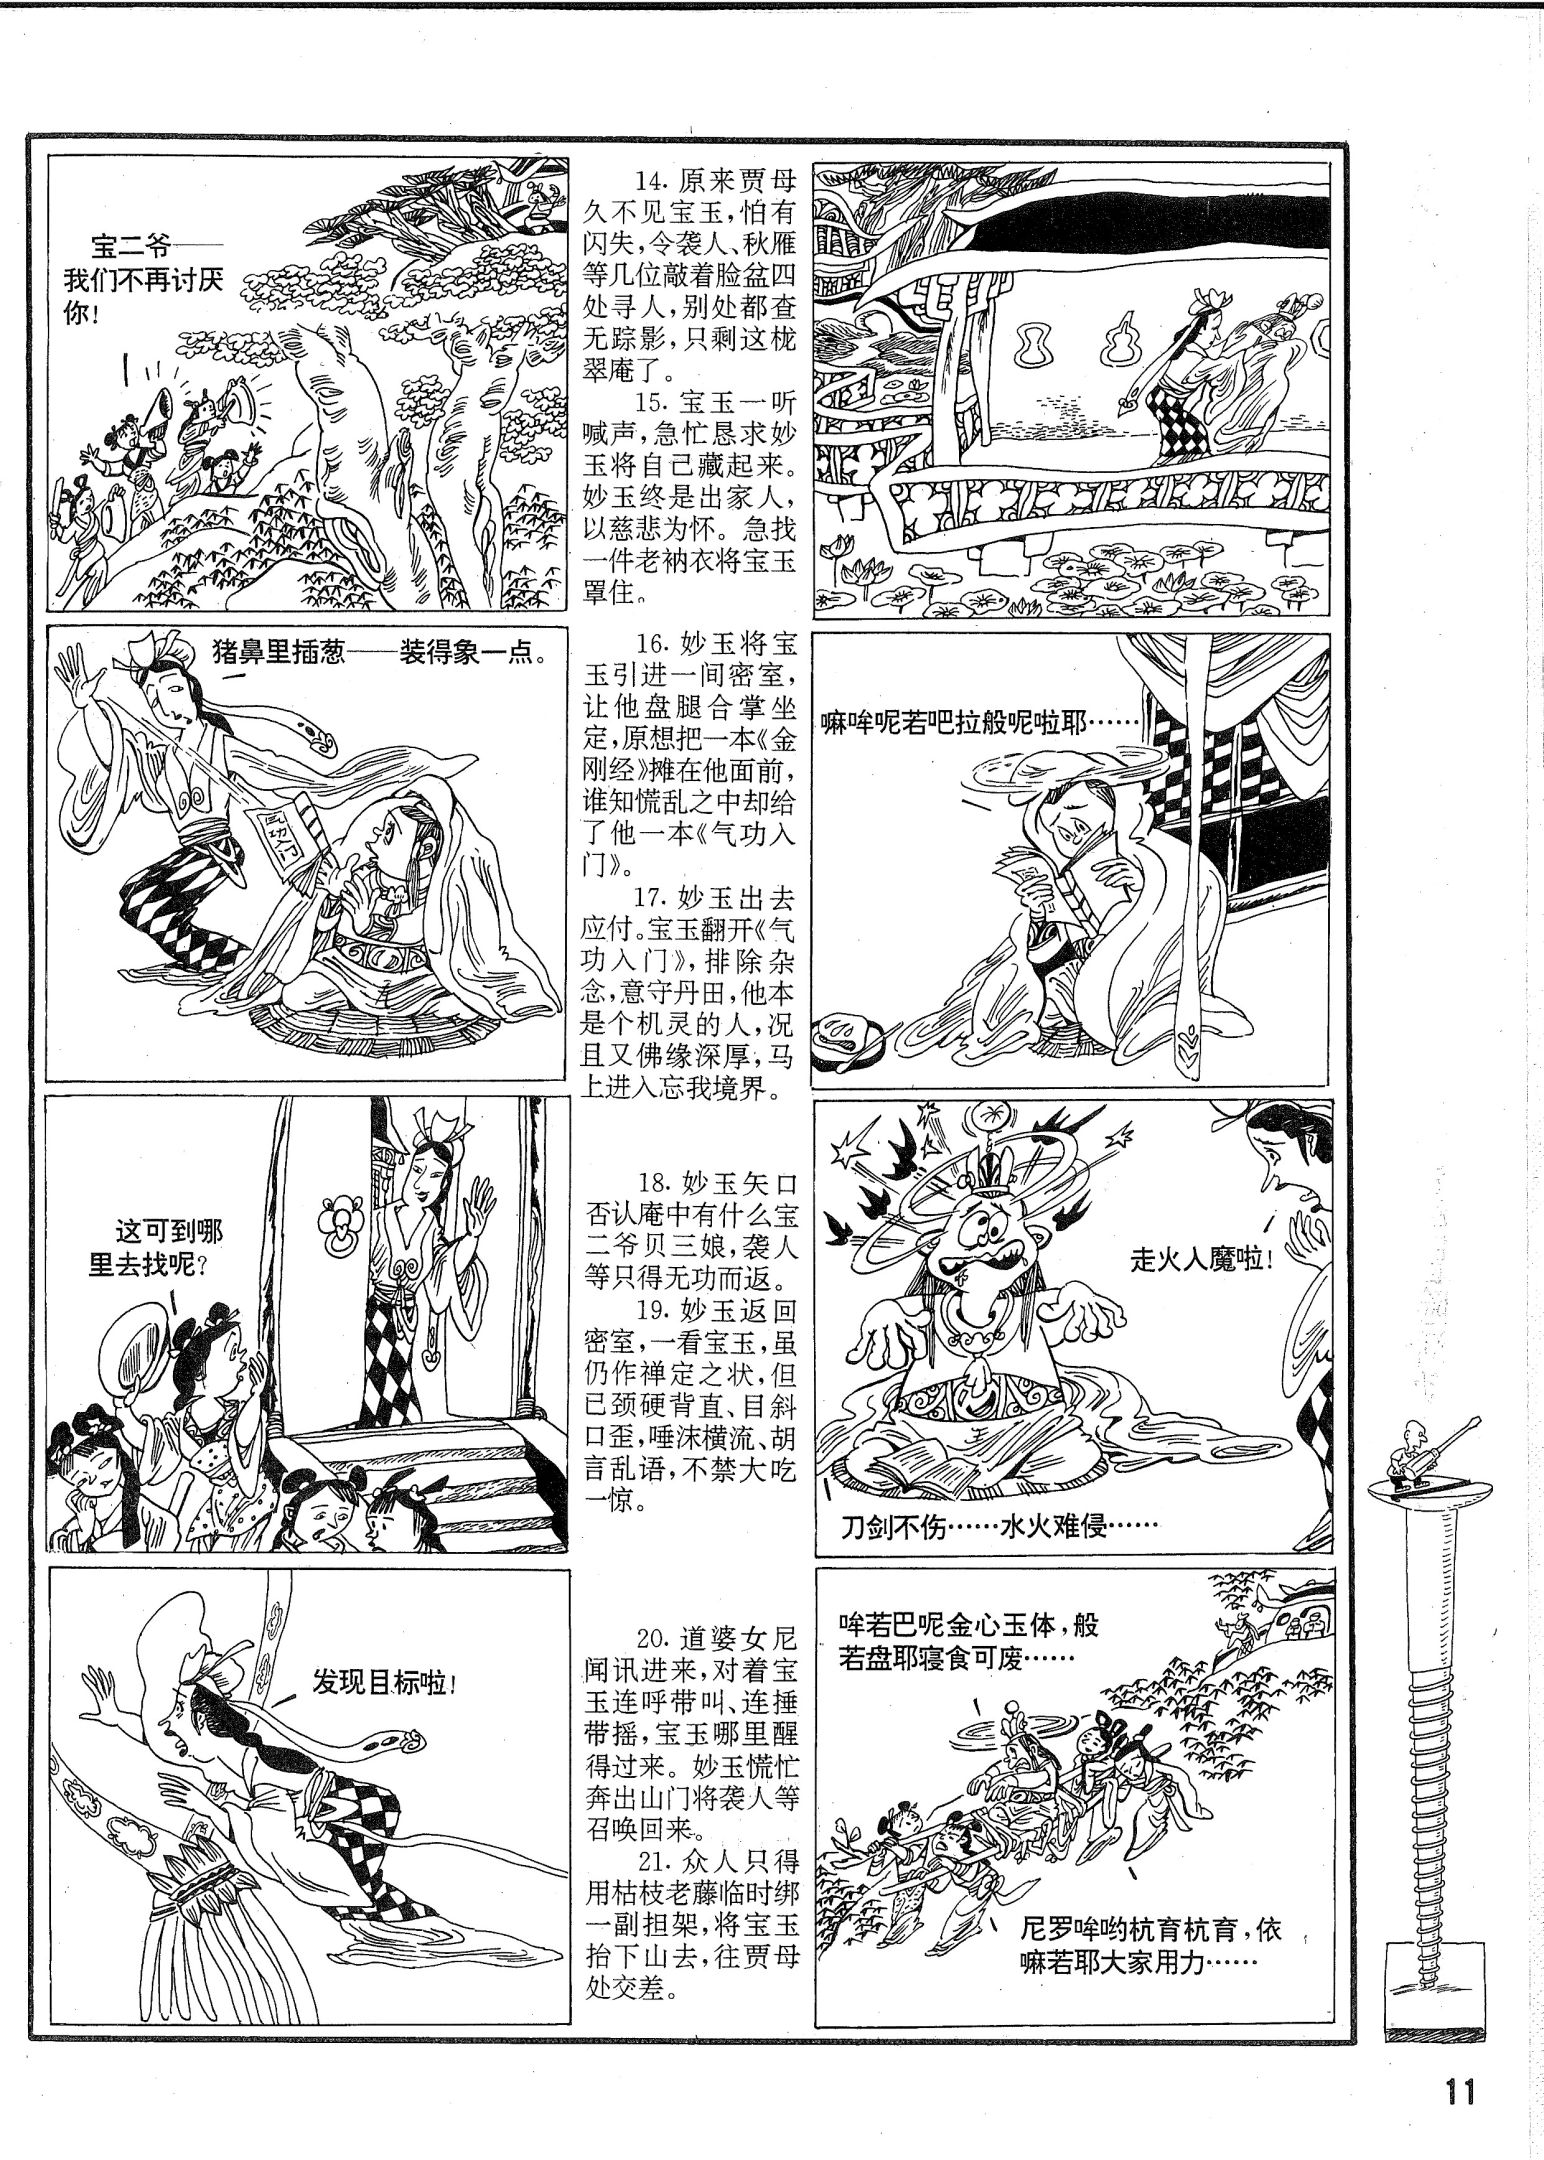 宝二爷——
我们不再讨厌
你！
14. 原来贾母
久不见宝玉，怕有
闪失，令袭人、秋雁
等几位敲着脸盆四
处寻人，别处都查
无踪影，只剩这栊
翠庵了。
15. 宝玉一听
喊声，急忙恳求妙
玉将自己藏起来。
妙玉终是出家人，
以慈悲为怀。急找
一件老衲衣将宝玉
罩住。
猪鼻里插葱——装得象一点。
气功入门
16. 妙玉将宝
玉引进一间密室，
让他盘腿合掌坐
定，原想把一本《金
刚经》摊在他面前，
谁知慌乱之中却给
了他一本《气功入
门》。
17. 妙玉出去
应付。宝玉翻开《气
功入门》，排除杂
念，意守丹田，他本
是个机灵的人，况
且又佛缘深厚，马
上进入忘我境界。
嘛哞呢若吧拉般呢啦耶……
这可到哪
里去找呢？
18. 妙玉矢口
否认庵中有什么宝
二爷贝三娘，袭人
等只得无功而返。
19. 妙玉返回
密室，一看宝玉，虽
仍作禅定之状，但
已颈硬背直、目斜
口歪，唾沫横流、胡
言乱语，不禁大吃
一惊。
走火入魔啦！
王
刀剑不伤……水火难侵……
发现目标啦！
20. 道婆女尼
闻讯进来，对着宝
玉连呼带叫、连捶
带摇，宝玉哪里醒
得过来。妙玉慌忙
奔出山门将袭人等
召唤回来。
21. 众人只得
用枯枝老藤临时绑
一副担架，将宝玉
抬下山去，往贾母
处交差。
哞若巴呢金心玉体，般
若盘耶寝食可废……
尼罗哞哟杭育杭育，依
嘛若耶大家用力……
11